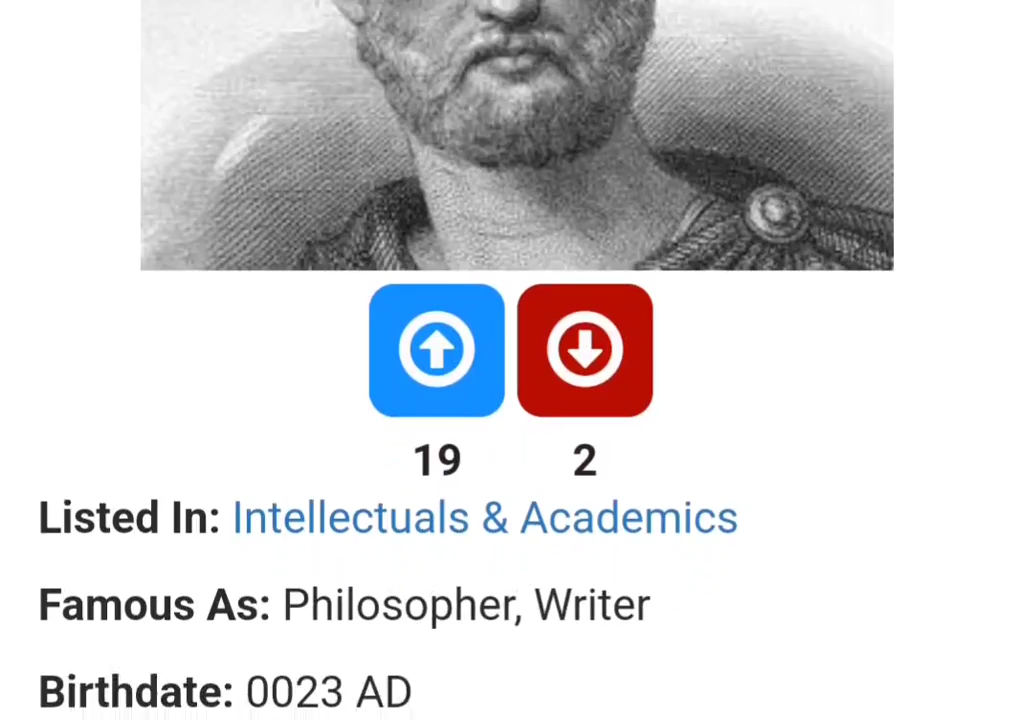 19 2
Listed In: Intellectuals & Academics
Famous As: Philosopher, Writer
Birthdate: 0023 AD